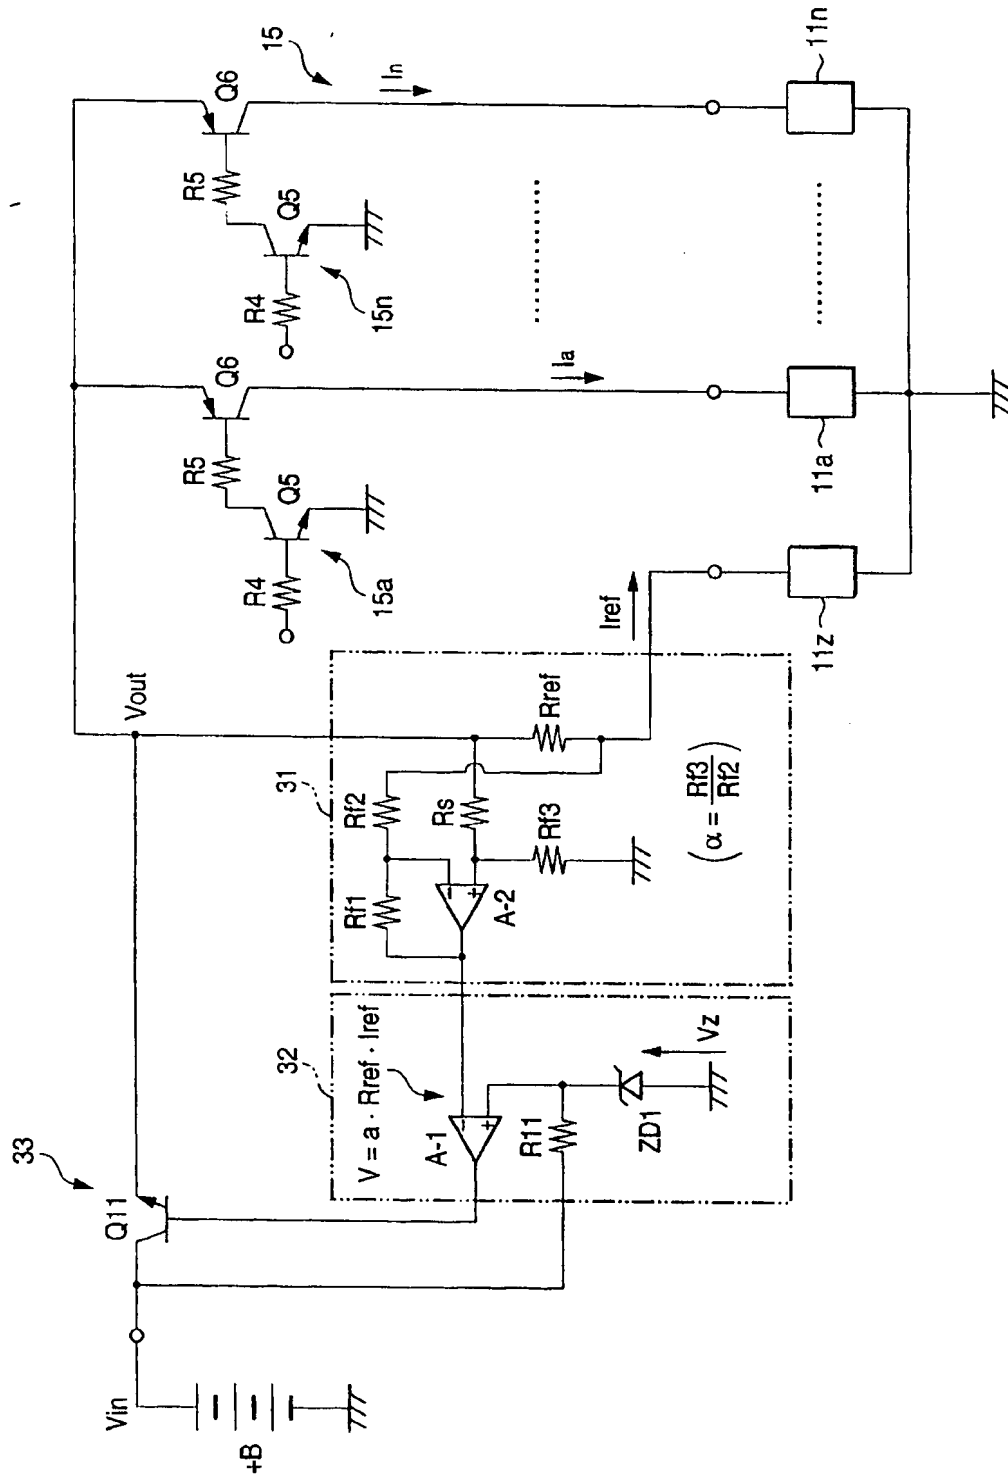 +B
Vin
33
Q11
32
V = a · Rref · Iref
A-1
R11
ZD1
Vz
31
Rf1
Rf2
A-2
Rs
Rf3
Rref
(α = Rf3
Rf2)
Vout
Iref
11z
R4
Q5
R5
Q6
15a
Ia
11a
R4
Q5
R5
Q6
15n
15
In
11n